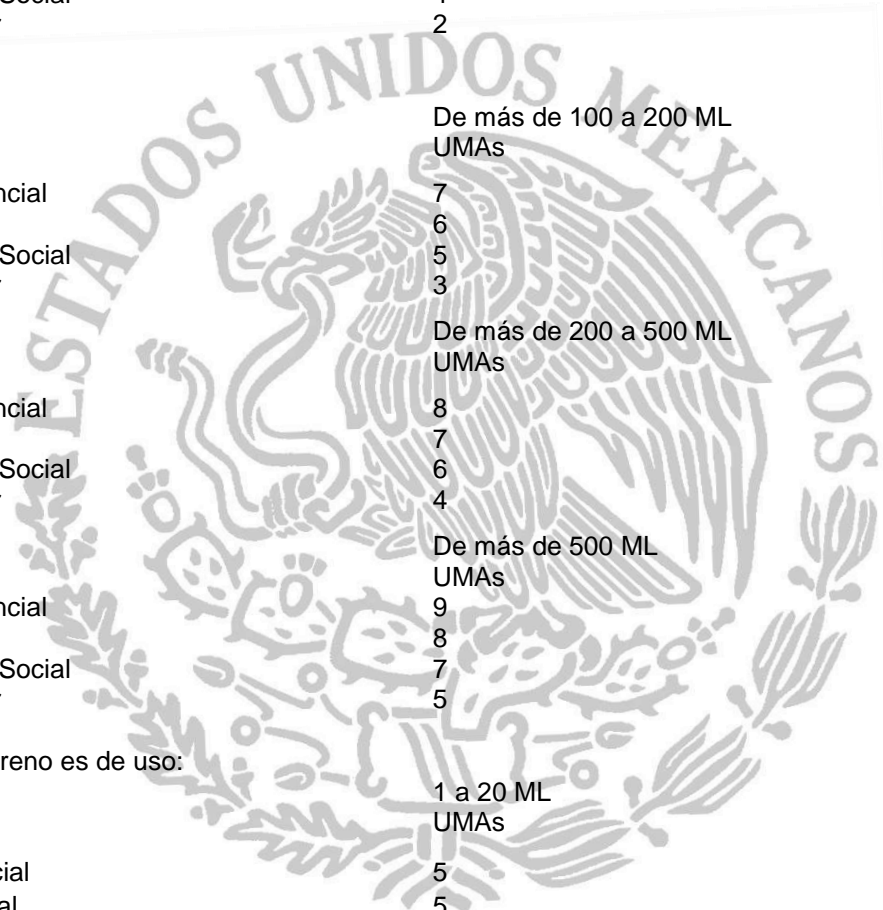 Social
2
ESTADOS UNIDOS MEXICANOS
De más de 100 a 200 ML
UMAs
ncial 7
6
Social 5
3
De más de 200 a 500 ML
UMAs
ncial 8
7
Social 6
4
De más de 500 ML
UMAs
ncial 9
8
Social 7
5
reno es de uso:
1 a 20 ML
UMAs
cial 5
al 5